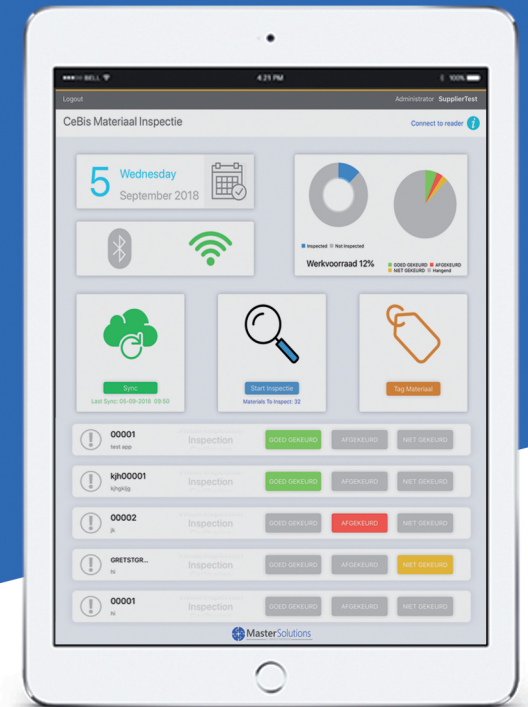 BELL
4:21 PM
100%
Logout
Administrator SupplierTest
CeBis Materiaal Inspectie
Connect to reader i
5 Wednesday
September 2018
Inspected Not Inspected
Werkvoorraad 12%
GOED GEKEURD AFGEKEURD
NIET GEKEURD Hangend
Sync
Last Sync: 05-09-2018 09:50
Start Inspectie
Materials To Inspect: 32
Tag Materiaal
00001
test app
Inspection
GOED GEKEURD
AFGEKEURD
NIET GEKEURD
kjh00001
kjhgkljg
Inspection
GOED GEKEURD
AFGEKEURD
NIET GEKEURD
00002
jk
Inspection
GOED GEKEURD
AFGEKEURD
NIET GEKEURD
GRETSTGR...
hi
Inspection
GOED GEKEURD
AFGEKEURD
NIET GEKEURD
00001
hi
Inspection
GOED GEKEURD
AFGEKEURD
NIET GEKEURD
MasterSolutions